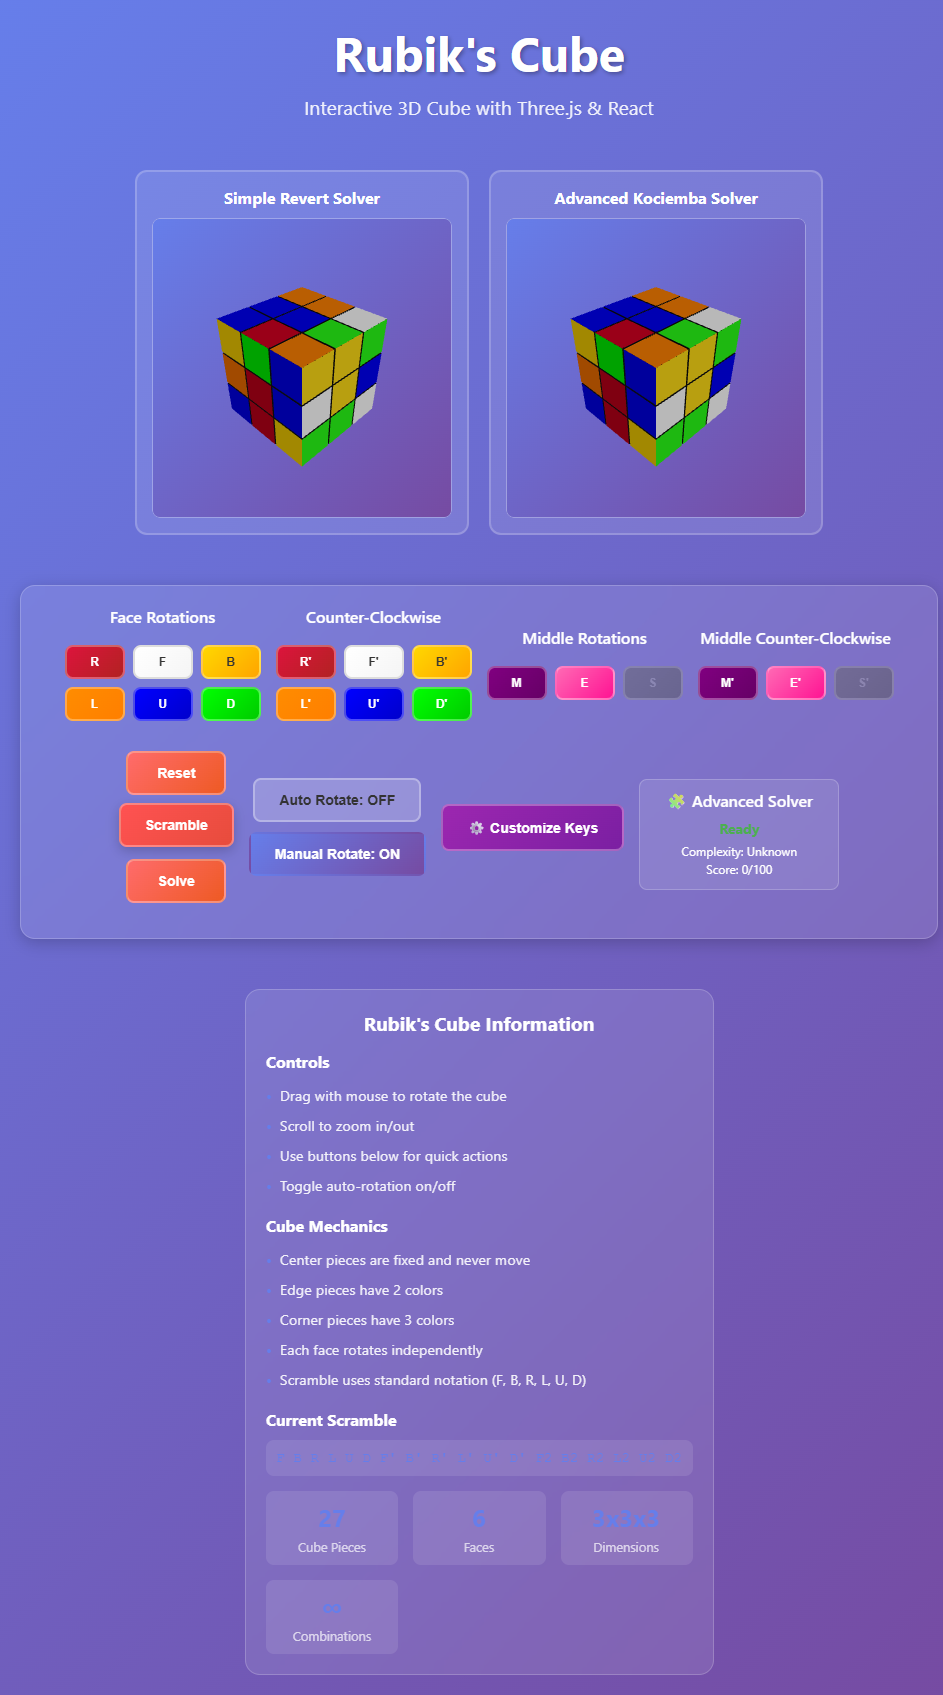 Rubik's Cube
Interactive 3D Cube with Three.js & React
Simple Revert Solver
Advanced Kociemba Solver
Face Rotations
R F B
L U D
Counter-Clockwise
R' F' B'
L' U' D'
Middle Rotations
M E S
Middle Counter-Clockwise
M' E' S'
Reset
Scramble
Solve
Auto Rotate: OFF
Manual Rotate: ON
⚙️ Customize Keys
🧩 Advanced Solver
Ready
Complexity: Unknown
Score: 0/100
Rubik's Cube Information
Controls
Drag with mouse to rotate the cube
Scroll to zoom in/out
Use buttons below for quick actions
Toggle auto-rotation on/off
Cube Mechanics
Center pieces are fixed and never move
Edge pieces have 2 colors
Corner pieces have 3 colors
Each face rotates independently
Scramble uses standard notation (F, B, R, L, U, D)
Current Scramble
27
Cube Pieces
6
Faces
3x3x3
Dimensions
∞
Combinations